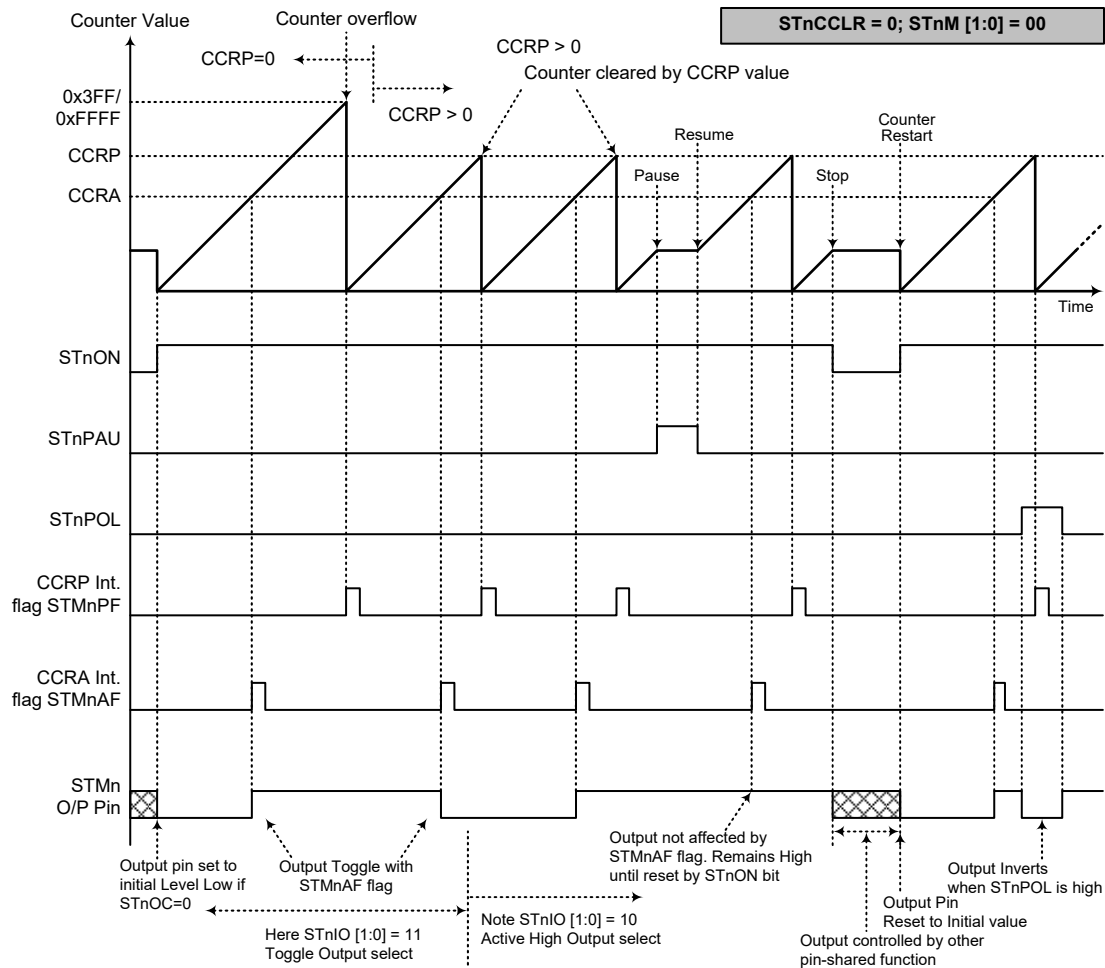 Counter Value
Counter overflow
STnCCLR = 0; STnM [1:0] = 00
CCRP=0
CCRP > 0
Counter cleared by CCRP value
0x3FF/
0xFFFF
CCRP > 0
Resume
Counter
Restart
CCRP
Pause
Stop
CCRA
Time
STnON
STnPAU
STnPOL
CCRP Int.
flag STMnPF
CCRA Int.
flag STMnAF
STMn
O/P Pin
Output pin set to
initial Level Low if
STnOC=0
Output Toggle with
STMnAF flag
Output not affected by
STMnAF flag. Remains High
until reset by STnON bit
Output Inverts
when STnPOL is high
Here STnIO [1:0] = 11
Toggle Output select
Note STnIO [1:0] = 10
Active High Output select
Output Pin
Reset to Initial value
Output controlled by other
pin-shared function